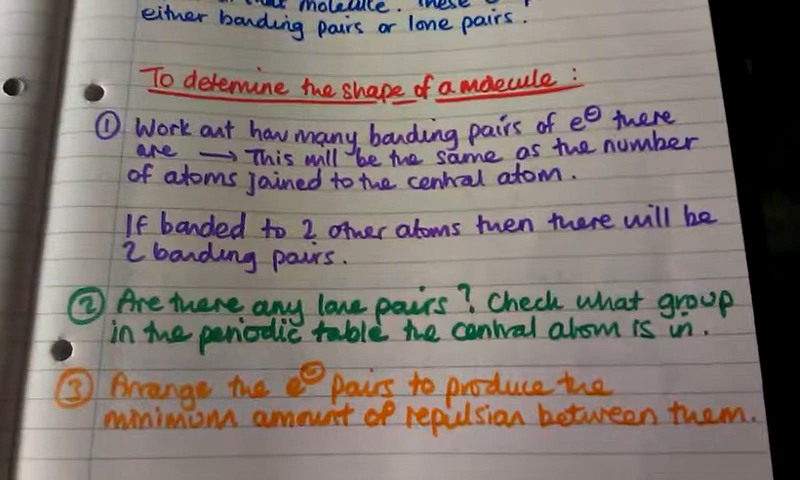 molecule. These
either bonding pairs or lone pairs.
To determine the shape of a molecule:
① Work out how many bonding pairs of e⊖ there
are → This will be the same as the number
of atoms joined to the central atom.
If bonded to 2 other atoms then there will be
2 bonding pairs.
② Are there any lone pairs? Check what group
in the periodic table the central atom is in.
③ Arrange the e⊖ pairs to produce the
minimum amount of repulsion between them.